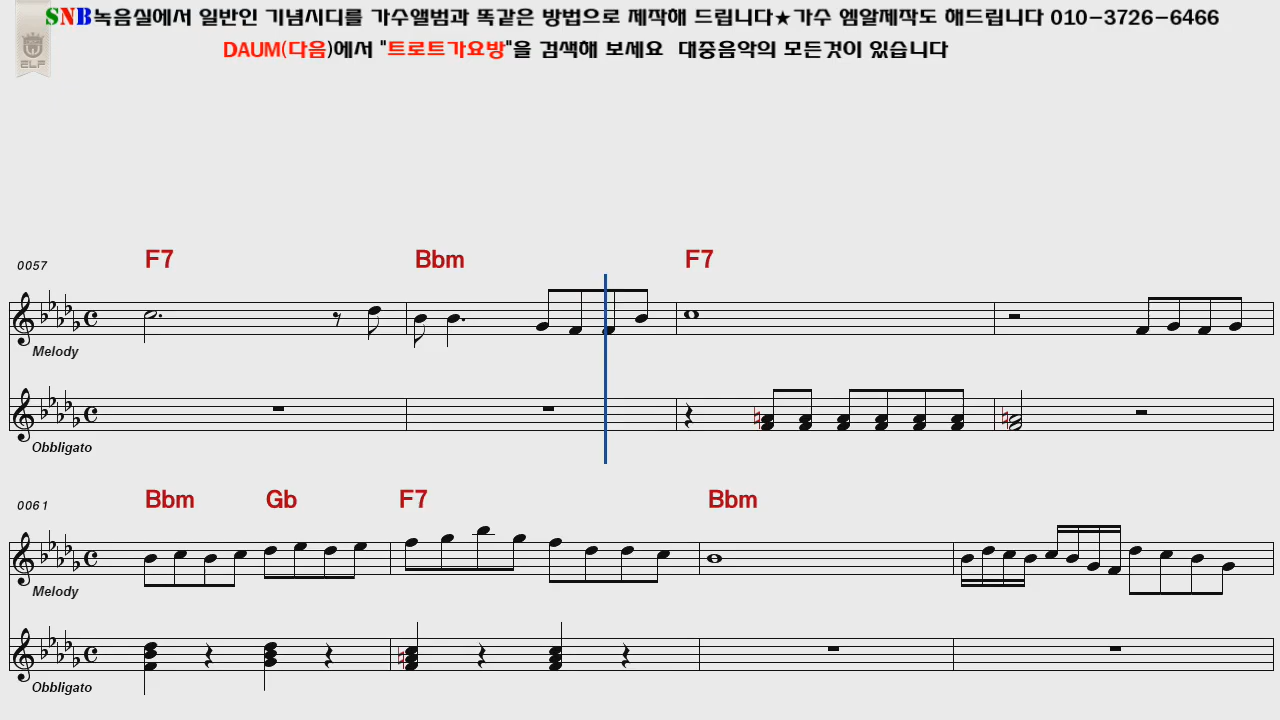 SNB녹음실에서 일반인 기념시디를 가수앨범과 똑같은 방법으로 제작해 드립니다★가수 엠알제작도 해드립니다 010-3726-6466
DAUM(다음)에서 "트로트가요방"을 검색해 보세요 대중음악의 모든것이 있습니다
ELF
F7 Bbm F7
0057
Melody
Obbligato
Bbm Gb F7 Bbm
0061
Melody
Obbligato